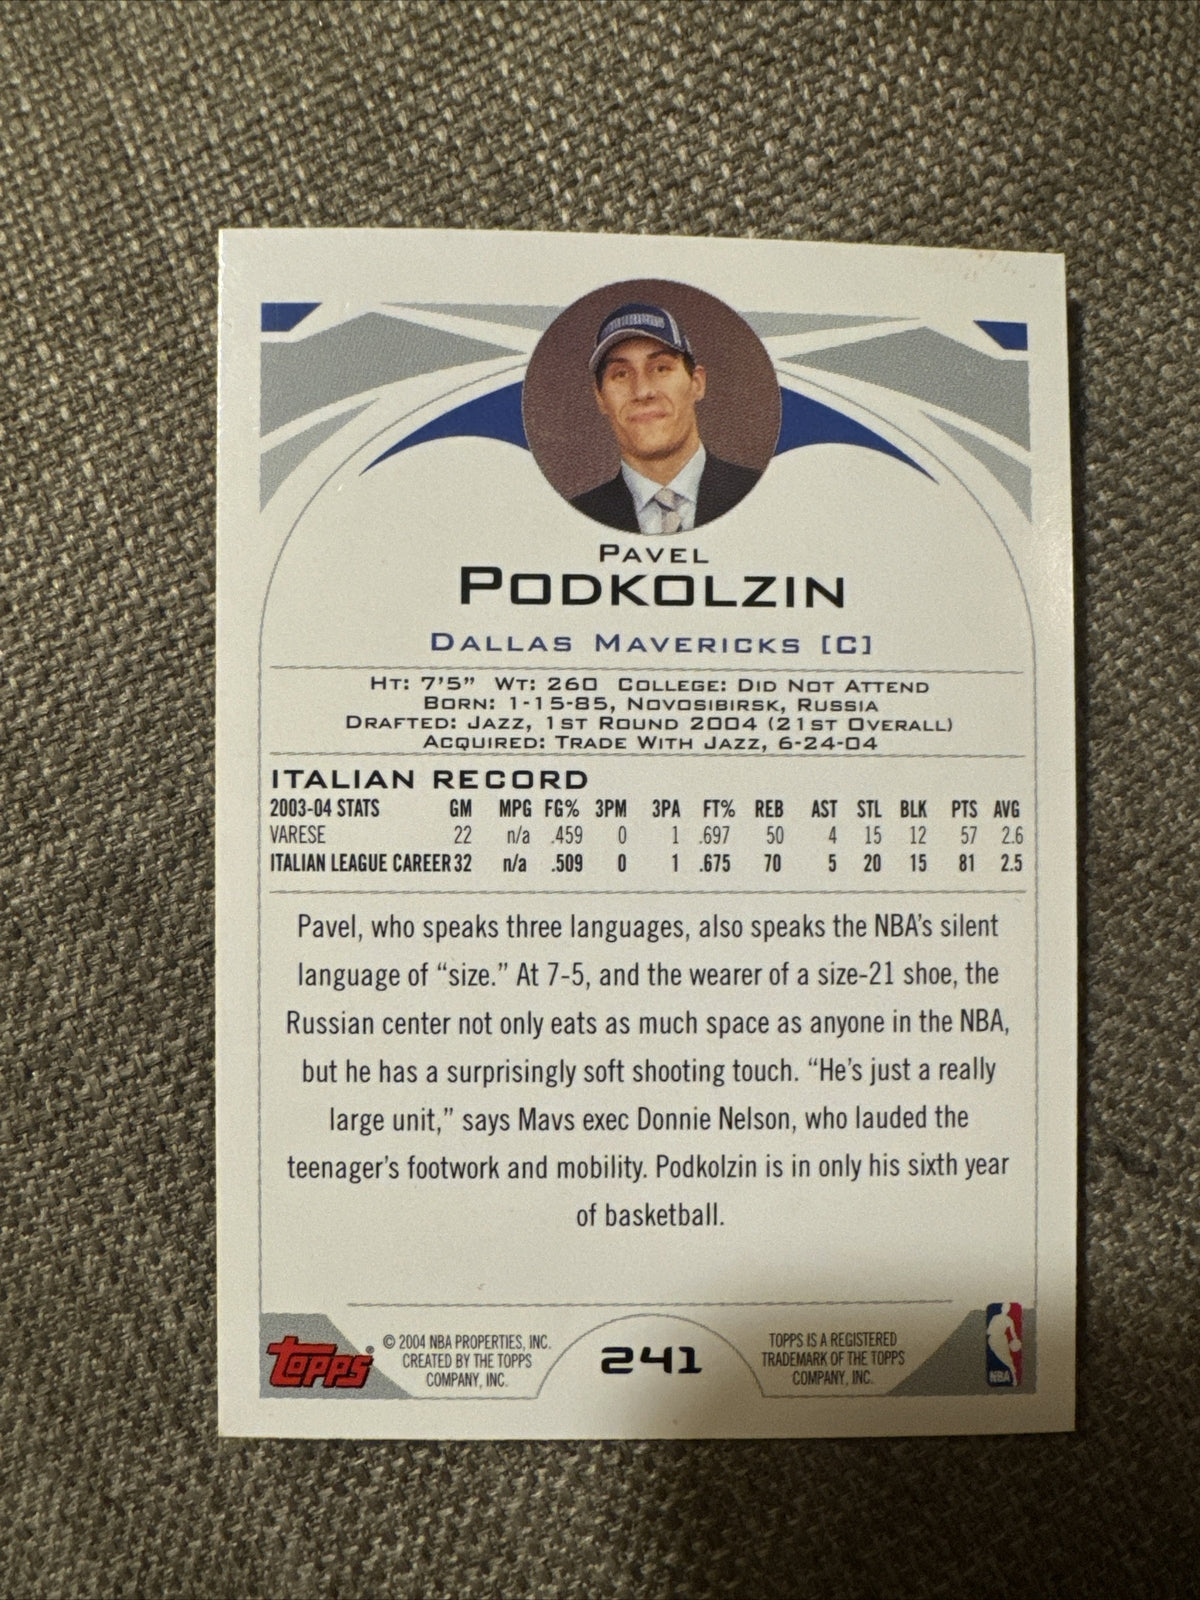 PAVEL
PODKOLZIN
DALLAS MAVERICKS [C]
HT: 7'5" WT: 260 COLLEGE: DID NOT ATTEND
BORN: 1-15-85, NOVOSIBIRSK, RUSSIA
DRAFTED: JAZZ, 1ST ROUND 2004 (21ST OVERALL)
ACQUIRED: TRADE WITH JAZZ, 6-24-04
ITALIAN RECORD
2003-04 STATS GM MPG FG% 3PM 3PA FT% REB AST STL BLK PTS AVG
VARESE 22 n/a .459 0 1 .697 50 4 15 12 57 2.6
ITALIAN LEAGUE CAREER 32 n/a .509 0 1 .675 70 5 20 15 81 2.5
Pavel, who speaks three languages, also speaks the NBA's silent
language of “size.” At 7-5, and the wearer of a size-21 shoe, the
Russian center not only eats as much space as anyone in the NBA,
but he has a surprisingly soft shooting touch. “He's just a really
large unit,” says Mavs exec Donnie Nelson, who lauded the
teenager's footwork and mobility. Podkolzin is in only his sixth year
of basketball.
Topps®
© 2004 NBA PROPERTIES, INC.
CREATED BY THE TOPPS
COMPANY, INC.
241
TOPPS IS A REGISTERED
TRADEMARK OF THE TOPPS
COMPANY, INC.
NBA